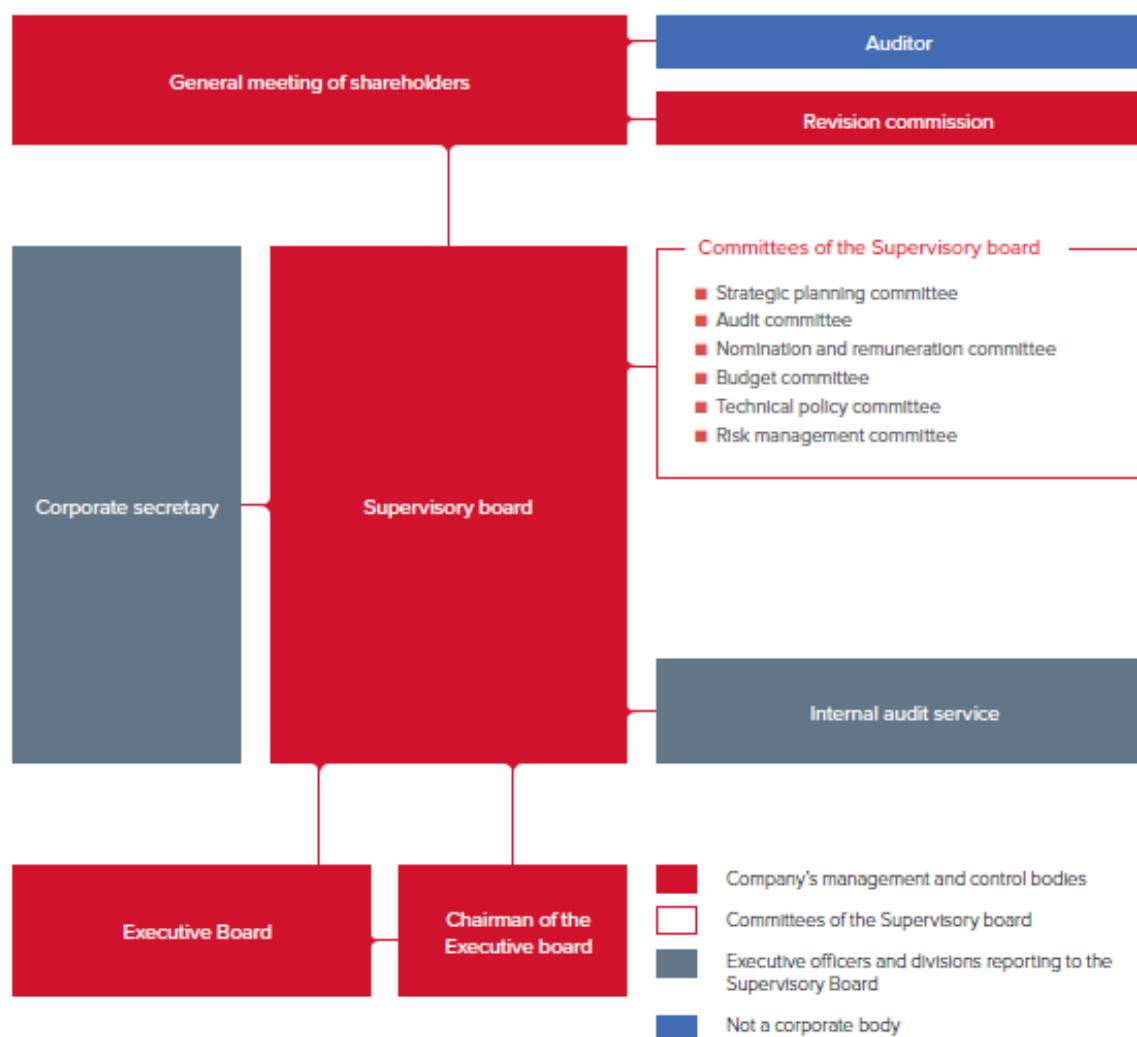 General meeting of shareholders
Auditor
Revision commission
Committees of the Supervisory board
Strategic planning committee
Audit committee
Nomination and remuneration committee
Budget committee
Technical policy committee
Risk management committee
Corporate secretary
Supervisory board
Internal audit service
Executive Board
Chairman of the
Executive board
Company's management and control bodies
Committees of the Supervisory board
Executive officers and divisions reporting to the
Supervisory Board
Not a corporate body